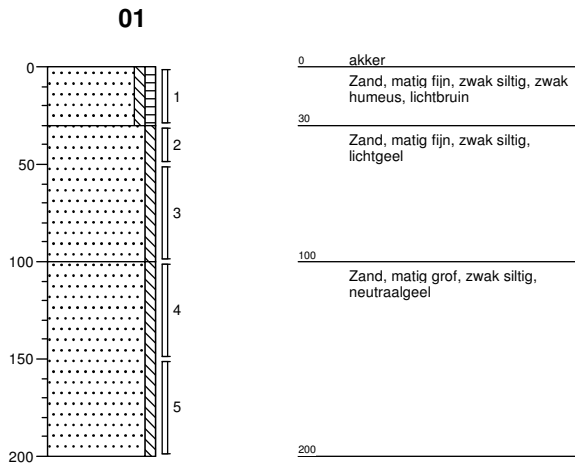 01
0
50
100
150
200
1
2
3
4
5
0 akker
Zand, matig fijn, zwak siltig, zwak
humeus, lichtbruin
30
Zand, matig fijn, zwak siltig,
lichtgeel
100
Zand, matig grof, zwak siltig,
neutraalgeel
200